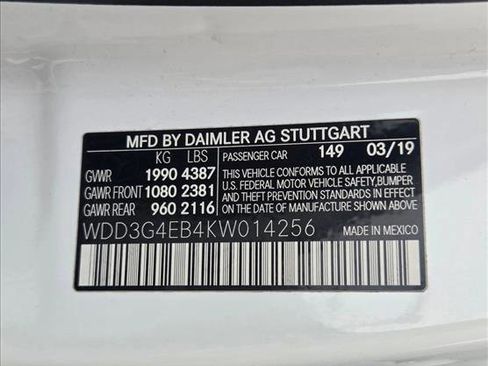 MFD BY DAIMLER AG STUTTGART
KG LBS PASSENGER CAR 149 03/19
GVWR 1990 4387 THIS VEHICLE CONFORMS TO ALL APPLICABLE
GAWR FRONT 1080 2381 U.S. FEDERAL MOTOR VEHICLE SAFETY, BUMPER
GAWR REAR 960 2116 AND THEFT PREVENTION STANDARDS IN EFFECT
ON THE DATE OF MANUFACTURE SHOWN ABOVE.
WDD3G4EB4KW014256 MADE IN MEXICO